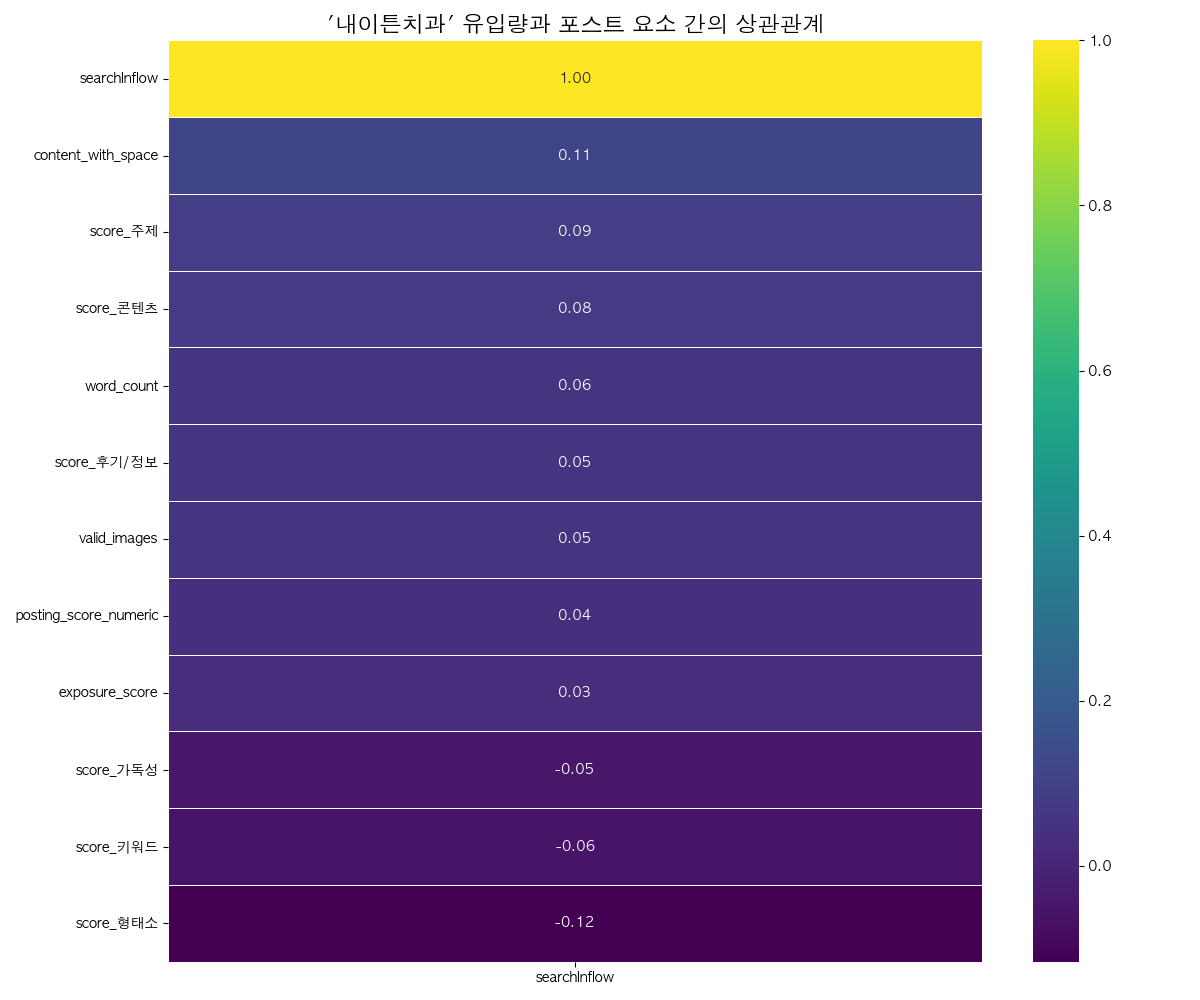 '내이튼치과' 유입량과 포스트 요소 간의 상관관계
searchInflow
1.00
content_with_space
0.11
score_주제
0.09
score_콘텐츠
0.08
word_count
0.06
score_후기/정보
0.05
valid_images
0.05
posting_score_numeric
0.04
exposure_score
0.03
score_가독성
-0.05
score_키워드
-0.06
score_형태소
-0.12
searchInflow
1.0
0.8
0.6
0.4
0.2
0.0